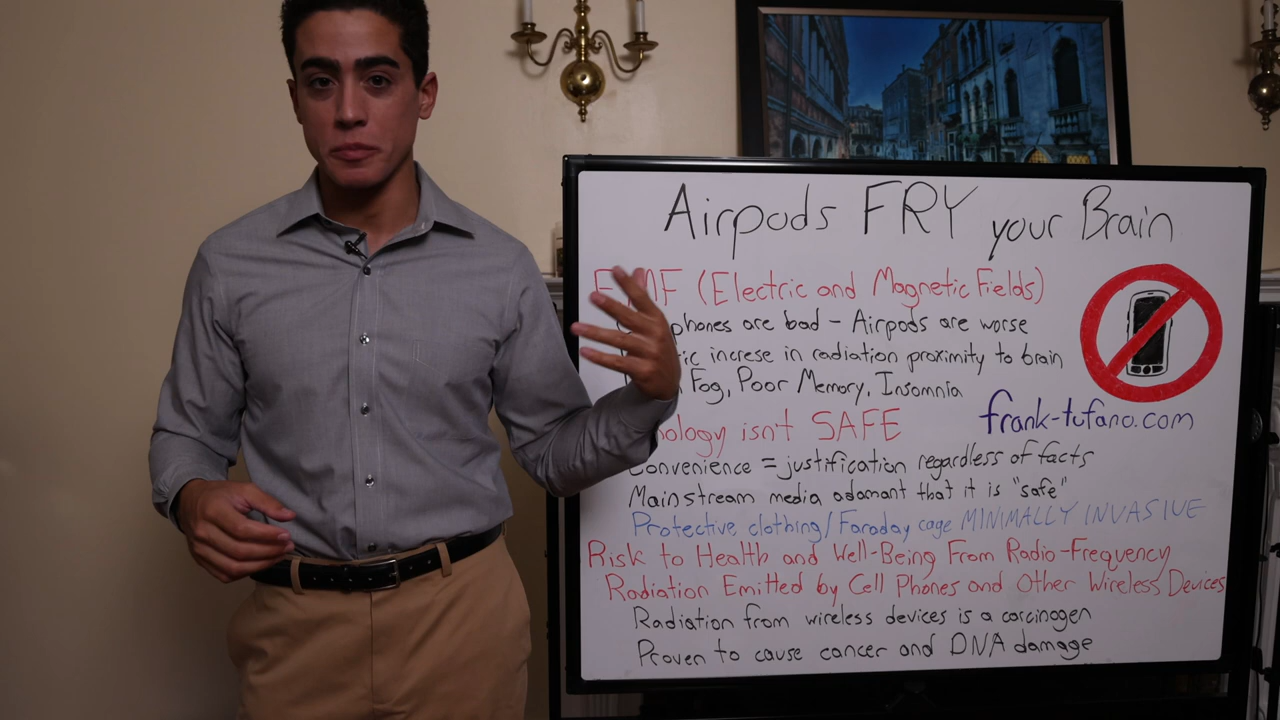 Airpods FRY your Brain
EMF (Electric and Magnetic Fields)
phones are bad - Airpods are worse
increse in radiation proximity to brain
Fog, Poor Memory, Insomnia
frank-tufano.com
isn't SAFE
Convenience = justification regardless of facts
Mainstream media adamant that it is "safe"
Protective clothing/Faraday cage MINIMALLY INVASIVE
Risk to Health and Well-Being From Radio-Frequency
Radiation Emitted by Cell Phones and Other Wireless Devices
Radiation from wireless devices is a carcinogen
Proven to cause cancer and DNA damage